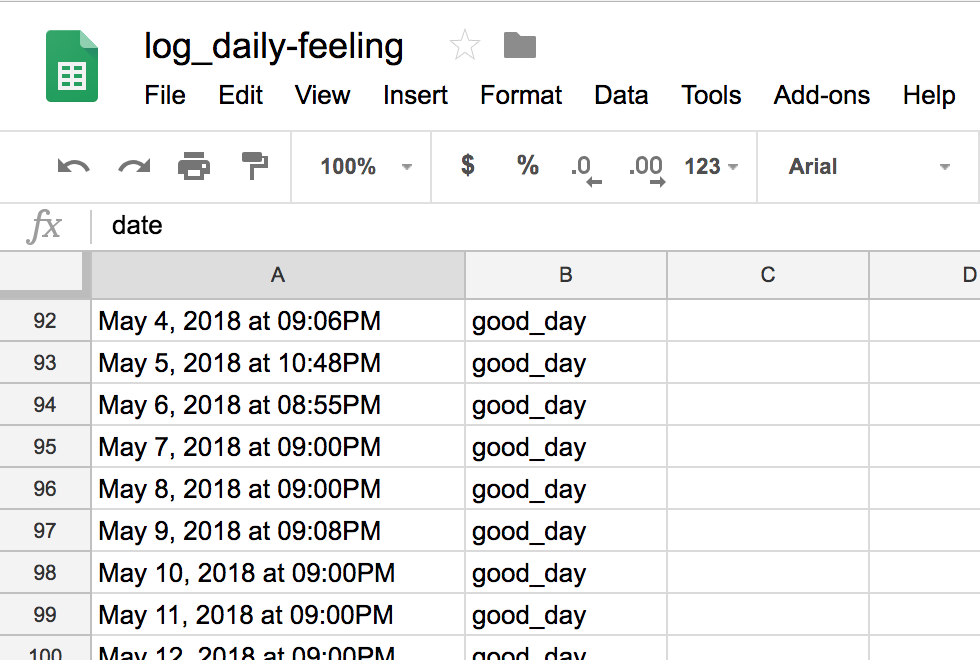 log_daily-feeling
File Edit View Insert Format Data Tools Add-ons Help
100% $ % .0 .00 123 Arial
fx date
A B C D
92 May 4, 2018 at 09:06PM good_day
93 May 5, 2018 at 10:48PM good_day
94 May 6, 2018 at 08:55PM good_day
95 May 7, 2018 at 09:00PM good_day
96 May 8, 2018 at 09:00PM good_day
97 May 9, 2018 at 09:08PM good_day
98 May 10, 2018 at 09:00PM good_day
99 May 11, 2018 at 09:00PM good_day
100 May 12, 2018 at 09:00PM good_day